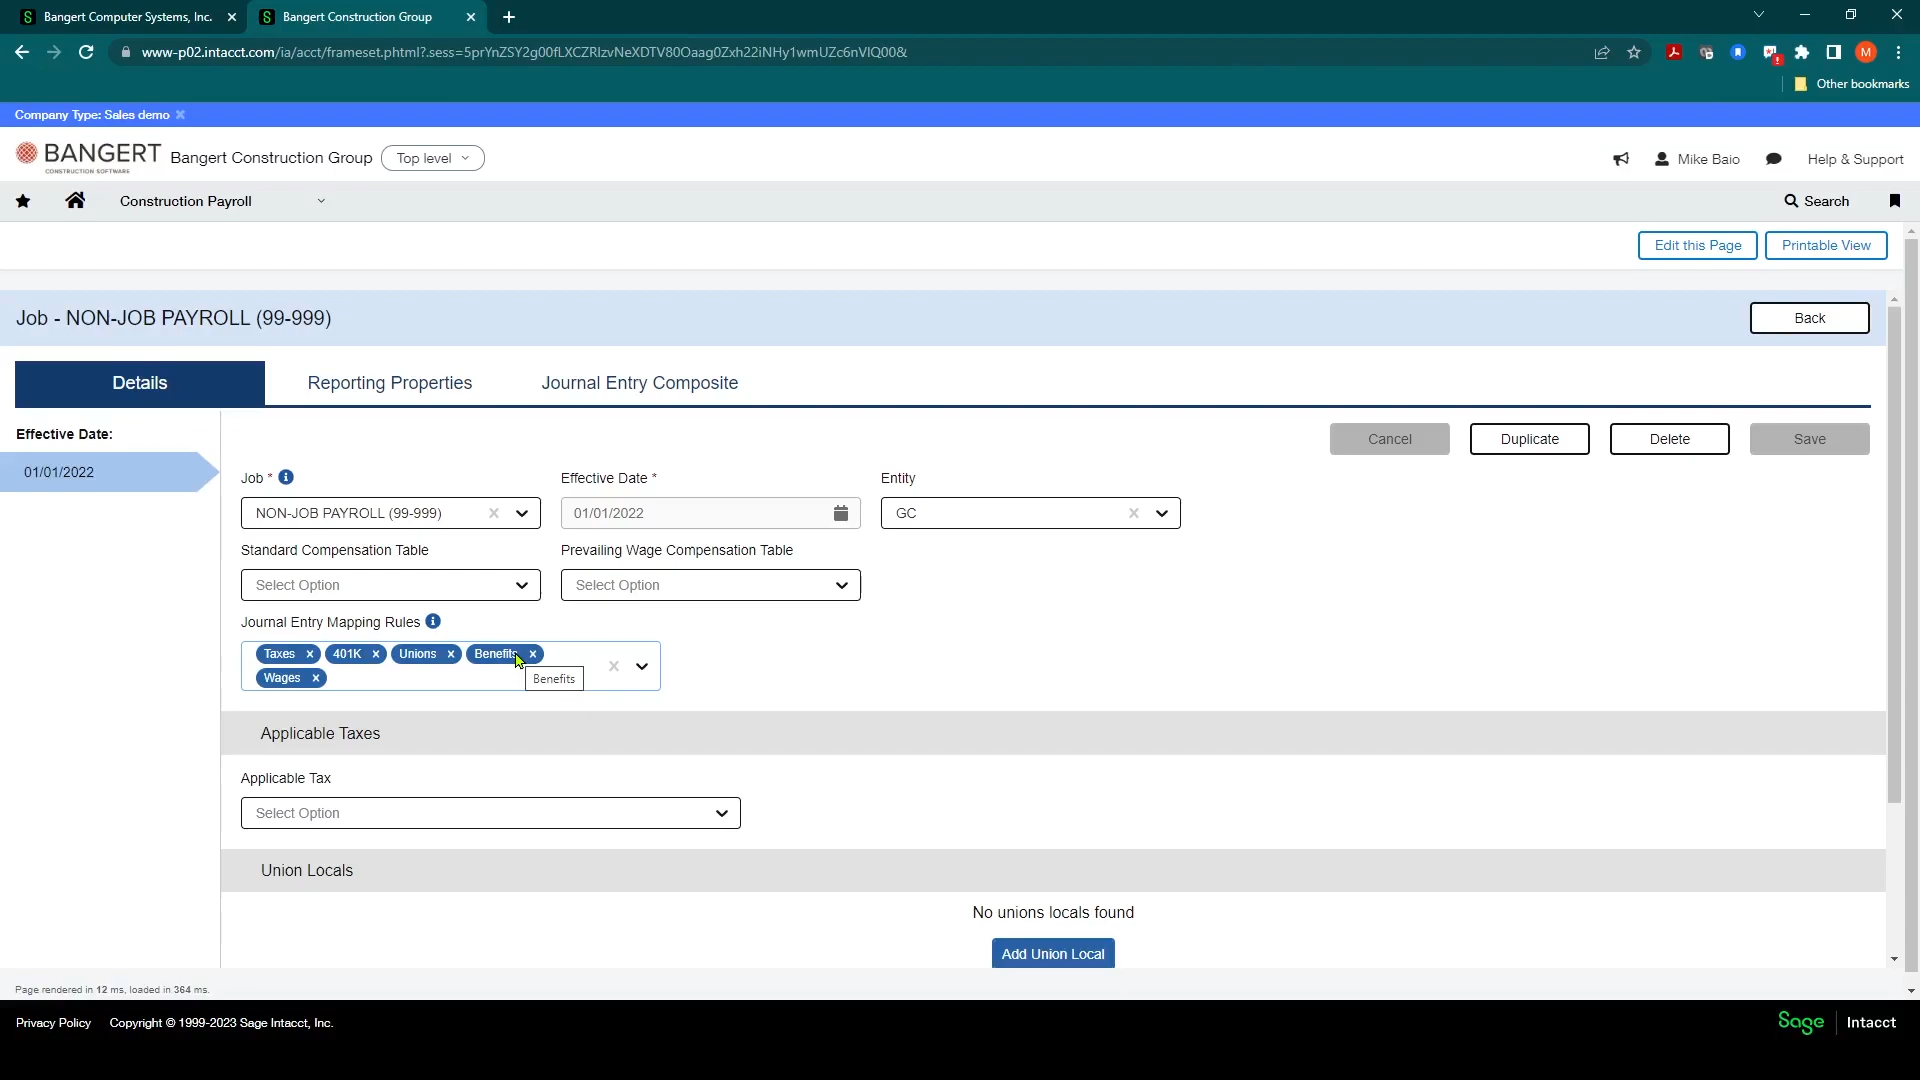 Bangert Computer Systems, Inc.
Bangert Construction Group
www-p02.intacct.com/ia/acct/frameset.phtml?.sess=5prYnZSY2g00fLXCZRlzvNeXDTV80Oaag0Zxh22iNHy1wmUZc6nVlQ00&
M
Other bookmarks
Company Type: Sales demo
BANGERT
CONSTRUCTION SOFTWARE
Bangert Construction Group
Top level
Mike Baio
Help & Support
Construction Payroll
Search
Edit this Page
Printable View
Job - NON-JOB PAYROLL (99-999)
Back
Details
Reporting Properties
Journal Entry Composite
Effective Date:
01/01/2022
Cancel
Duplicate
Delete
Save
Job *
Effective Date *
Entity
NON-JOB PAYROLL (99-999)
01/01/2022
GC
Standard Compensation Table
Prevailing Wage Compensation Table
Select Option
Select Option
Journal Entry Mapping Rules
Taxes
401K
Unions
Benefits
Wages
Benefits
Applicable Taxes
Applicable Tax
Select Option
Union Locals
No unions locals found
Add Union Local
Page rendered in 12 ms, loaded in 364 ms.
Privacy Policy
Copyright © 1999-2023 Sage Intacct, Inc.
Sage
Intacct